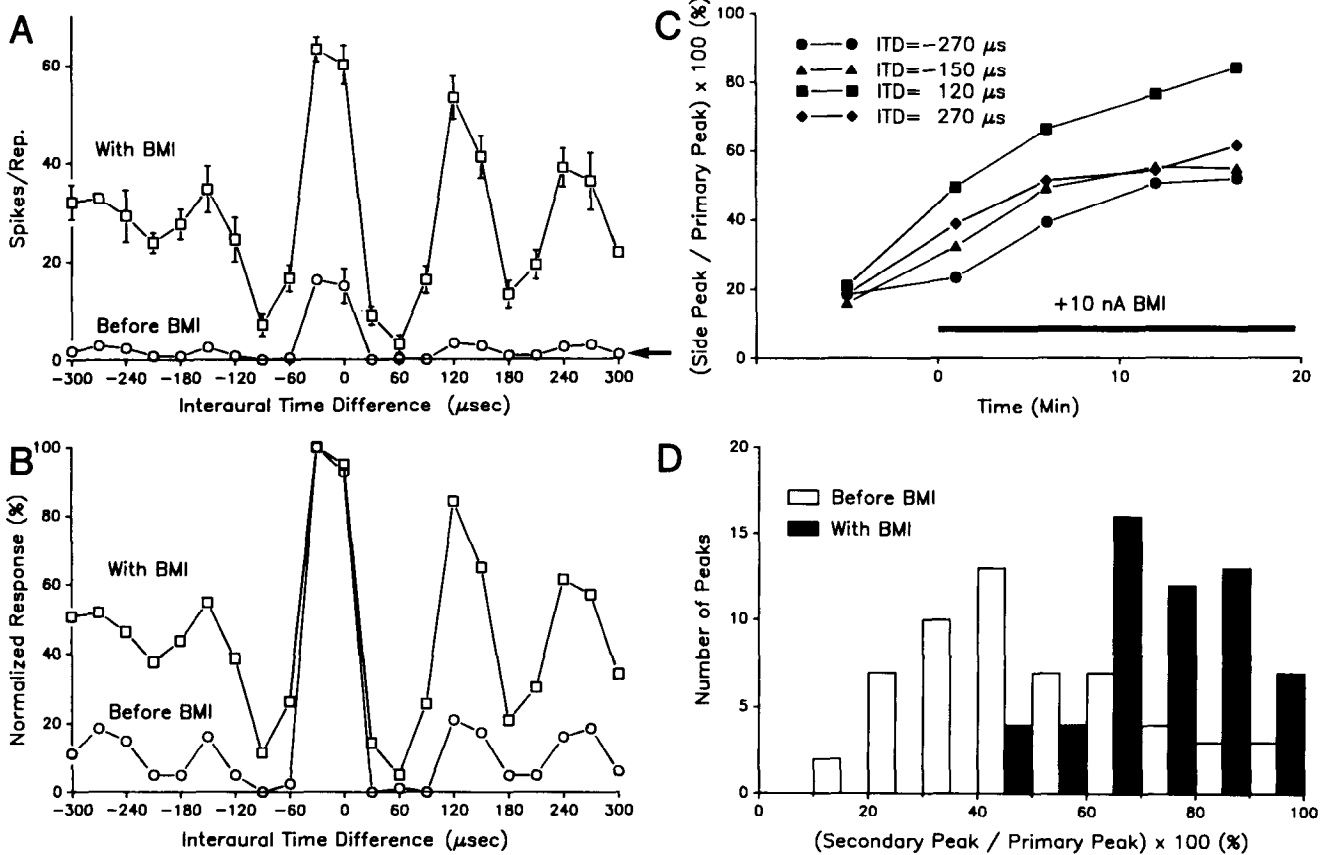 A
Spikes/Rep.
60
40
20
0
With BMI
Before BMI
−300 −240 −180 −120 −60 0 60 120 180 240 300
Interaural Time Difference (μsec)
B
Normalized Response (%)
100
80
60
40
20
0
With BMI
Before BMI
−300 −240 −180 −120 −60 0 60 120 180 240 300
Interaural Time Difference (μsec)
C
(Side Peak / Primary Peak) x 100 (%)
100
80
60
40
20
0
ITD=−270 μs
ITD=−150 μs
ITD= 120 μs
ITD= 270 μs
+10 nA BMI
0 10 20
Time (Min)
D
Number of Peaks
20
15
10
5
0
Before BMI
With BMI
0 20 40 60 80 100
(Secondary Peak / Primary Peak) x 100 (%)